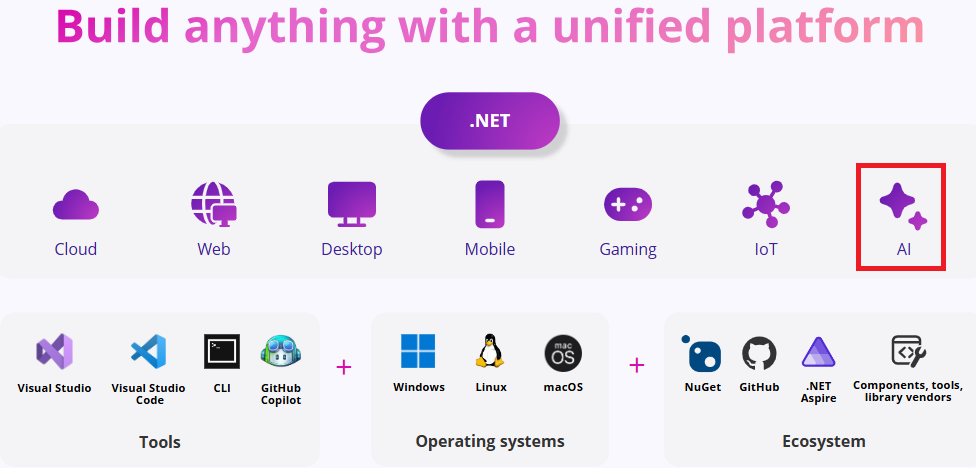 Build anything with a unified platform
.NET
Cloud
Web
Desktop
Mobile
Gaming
IoT
AI
Visual Studio
Visual Studio
Code
CLI
GitHub
Copilot
Tools
+
Windows
Linux
mac
OS
macOS
Operating systems
+
NuGet
GitHub
.NET
Aspire
Components, tools,
library vendors
Ecosystem